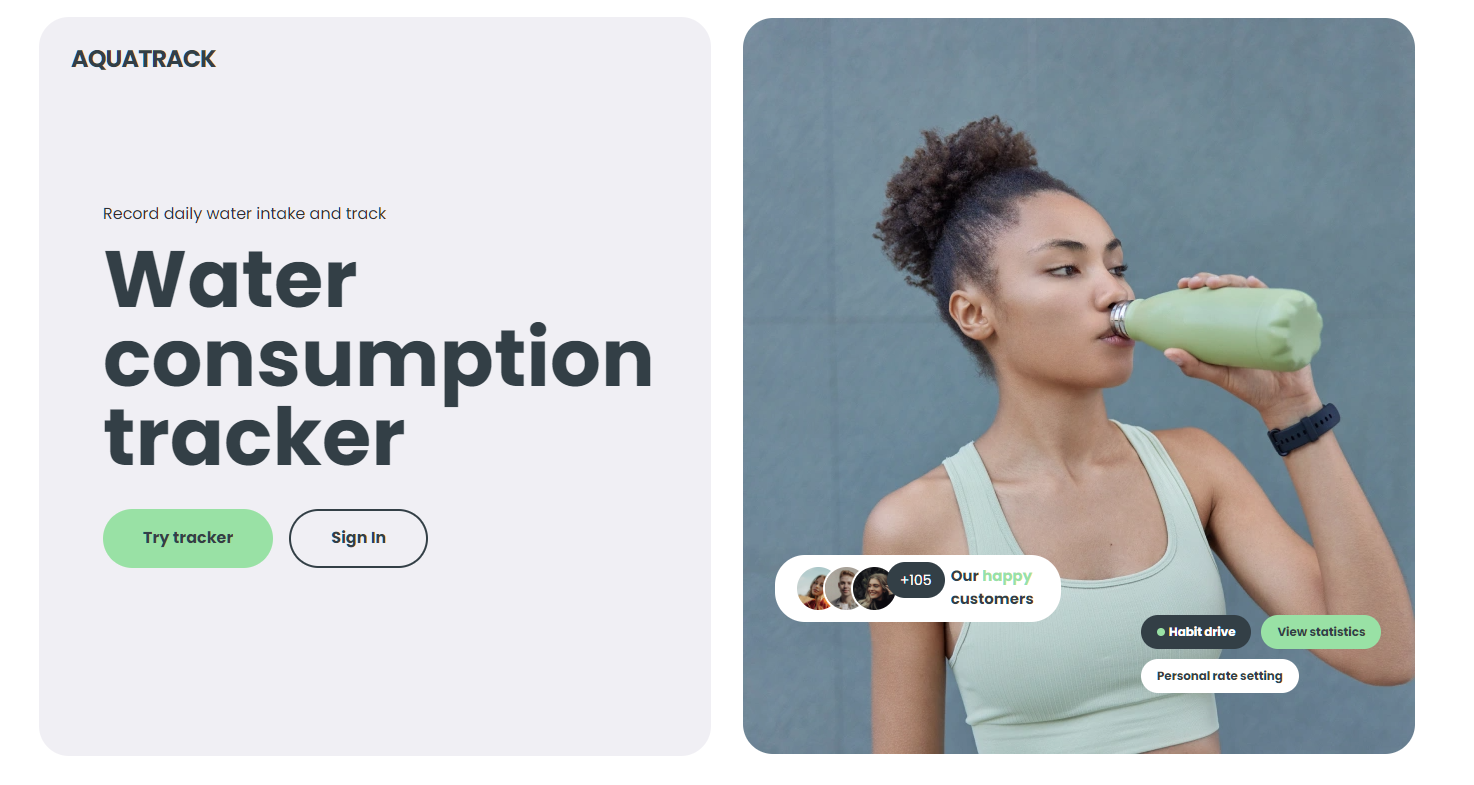 AQUATRACK
Record daily water intake and track
Water
consumption
tracker
Try tracker
Sign In
+105
Our happy
customers
Habit drive
View statistics
Personal rate setting